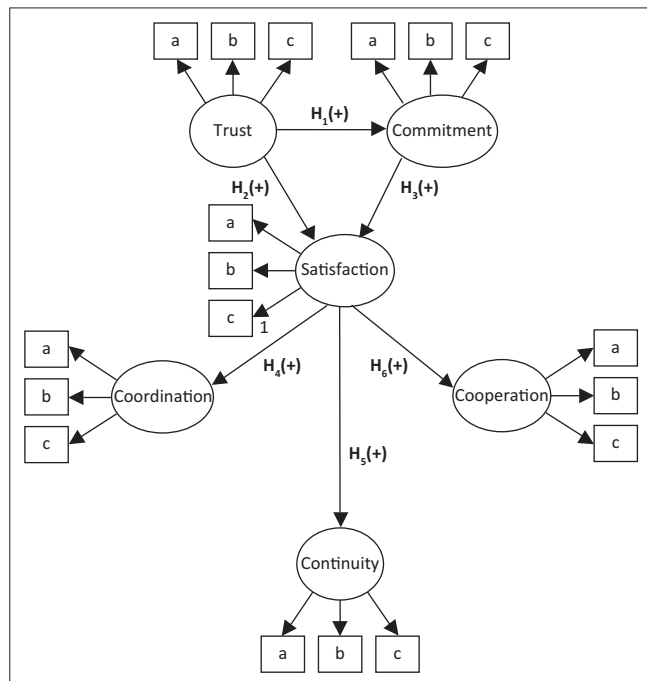 a b c a b c
Trust H₁(+) Commitment
H₂(+) H₃(+)
a
b Satisfaction
c 1
a H₄(+) H₆(+) a
b Coordination Cooperation b
c c
H₅(+)
Continuity
a b c